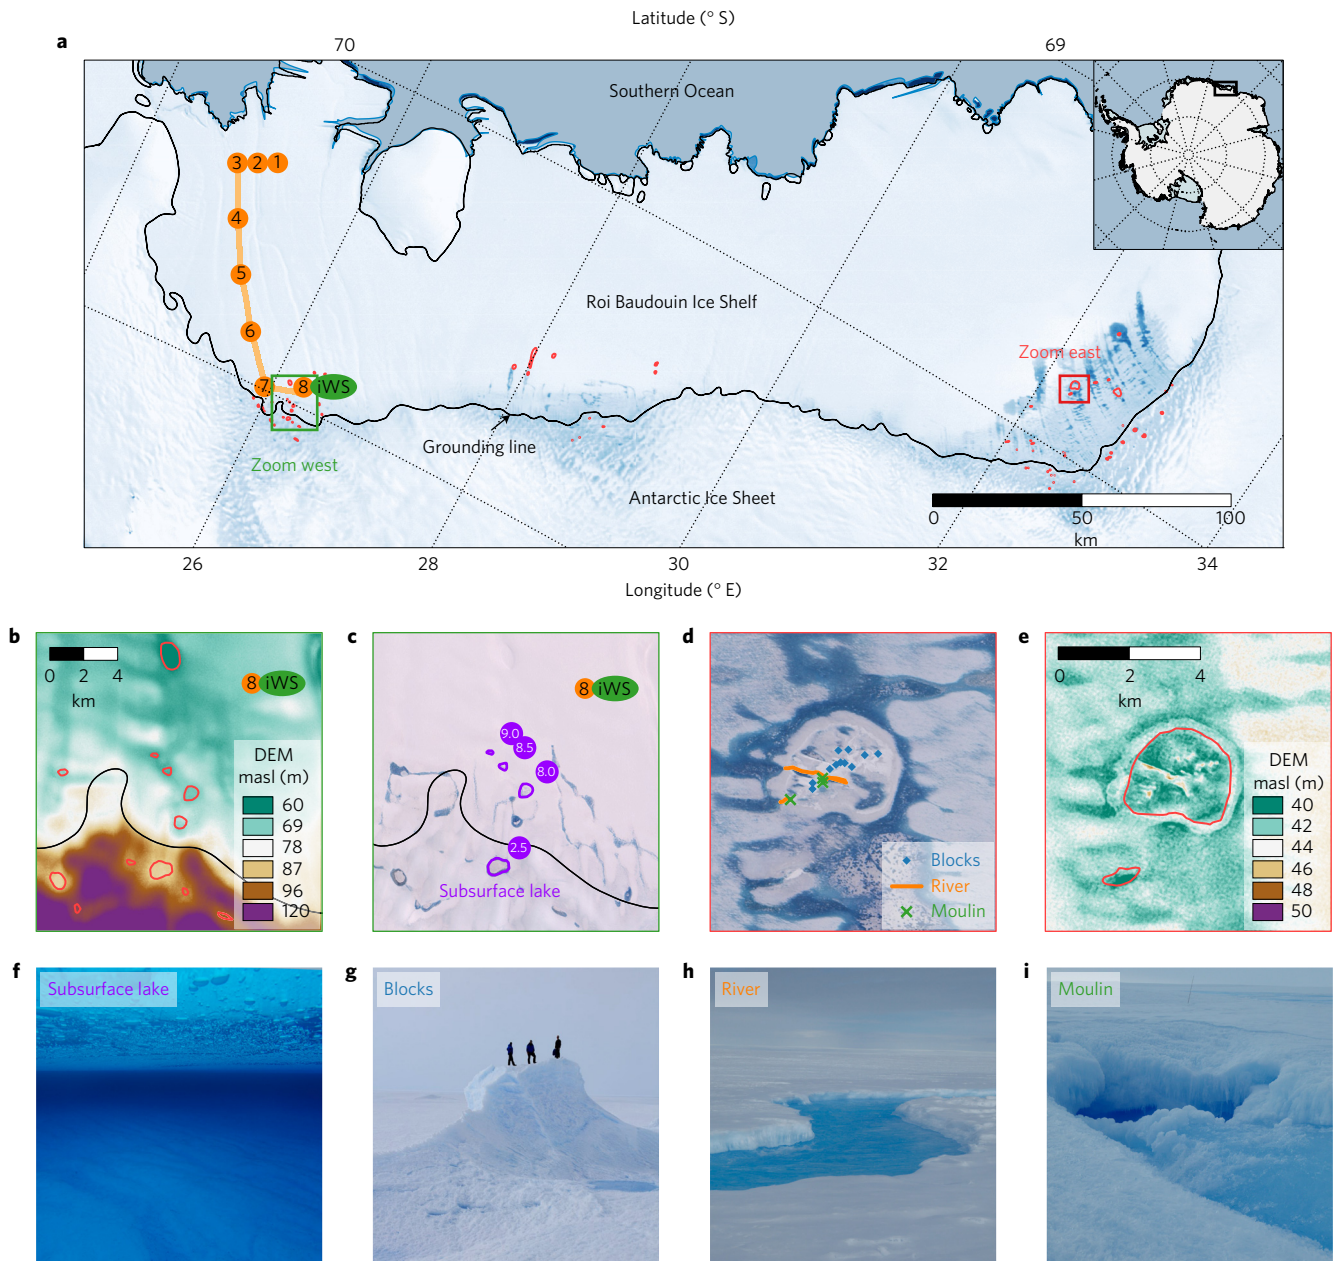 Latitude (° S)
a
70
69
Southern Ocean
3 2 1
4
5
6
7 8 iWS
Roi Baudouin Ice Shelf
Zoom east
Grounding line
Zoom west
Antarctic Ice Sheet
0 50 100
km
26 28 30 32 34
Longitude (° E)
b
0 2 4
km
8 iWS
DEM
masl (m)
60
69
78
87
96
120
c
8 iWS
9.0
8.5
8.0
2.5
Subsurface lake
d
Blocks
River
Moulin
e
0 2 4
km
DEM
masl (m)
40
42
44
46
48
50
f
Subsurface lake
g
Blocks
h
River
i
Moulin